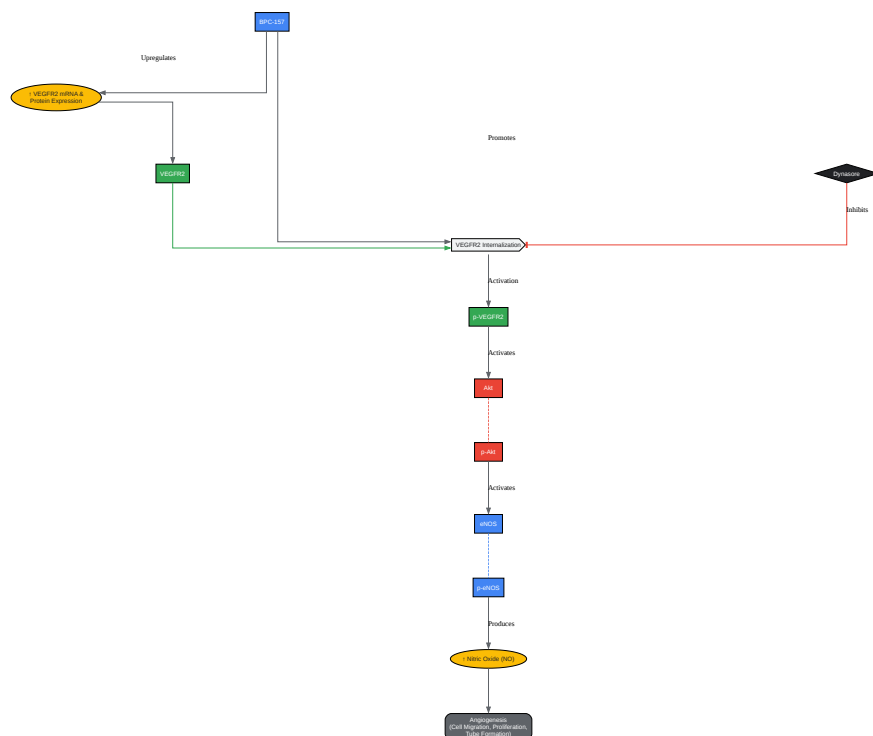 BPC-157
Upregulates
↑ VEGFR2 mRNA &
Protein Expression
Promotes
VEGFR2
Dynasore
Inhibits
VEGFR2 Internalization
Activation
p-VEGFR2
Activates
Akt
p-Akt
Activates
eNOS
p-eNOS
Produces
↑ Nitric Oxide (NO)
Angiogenesis
(Cell Migration, Proliferation,
Tube Formation)